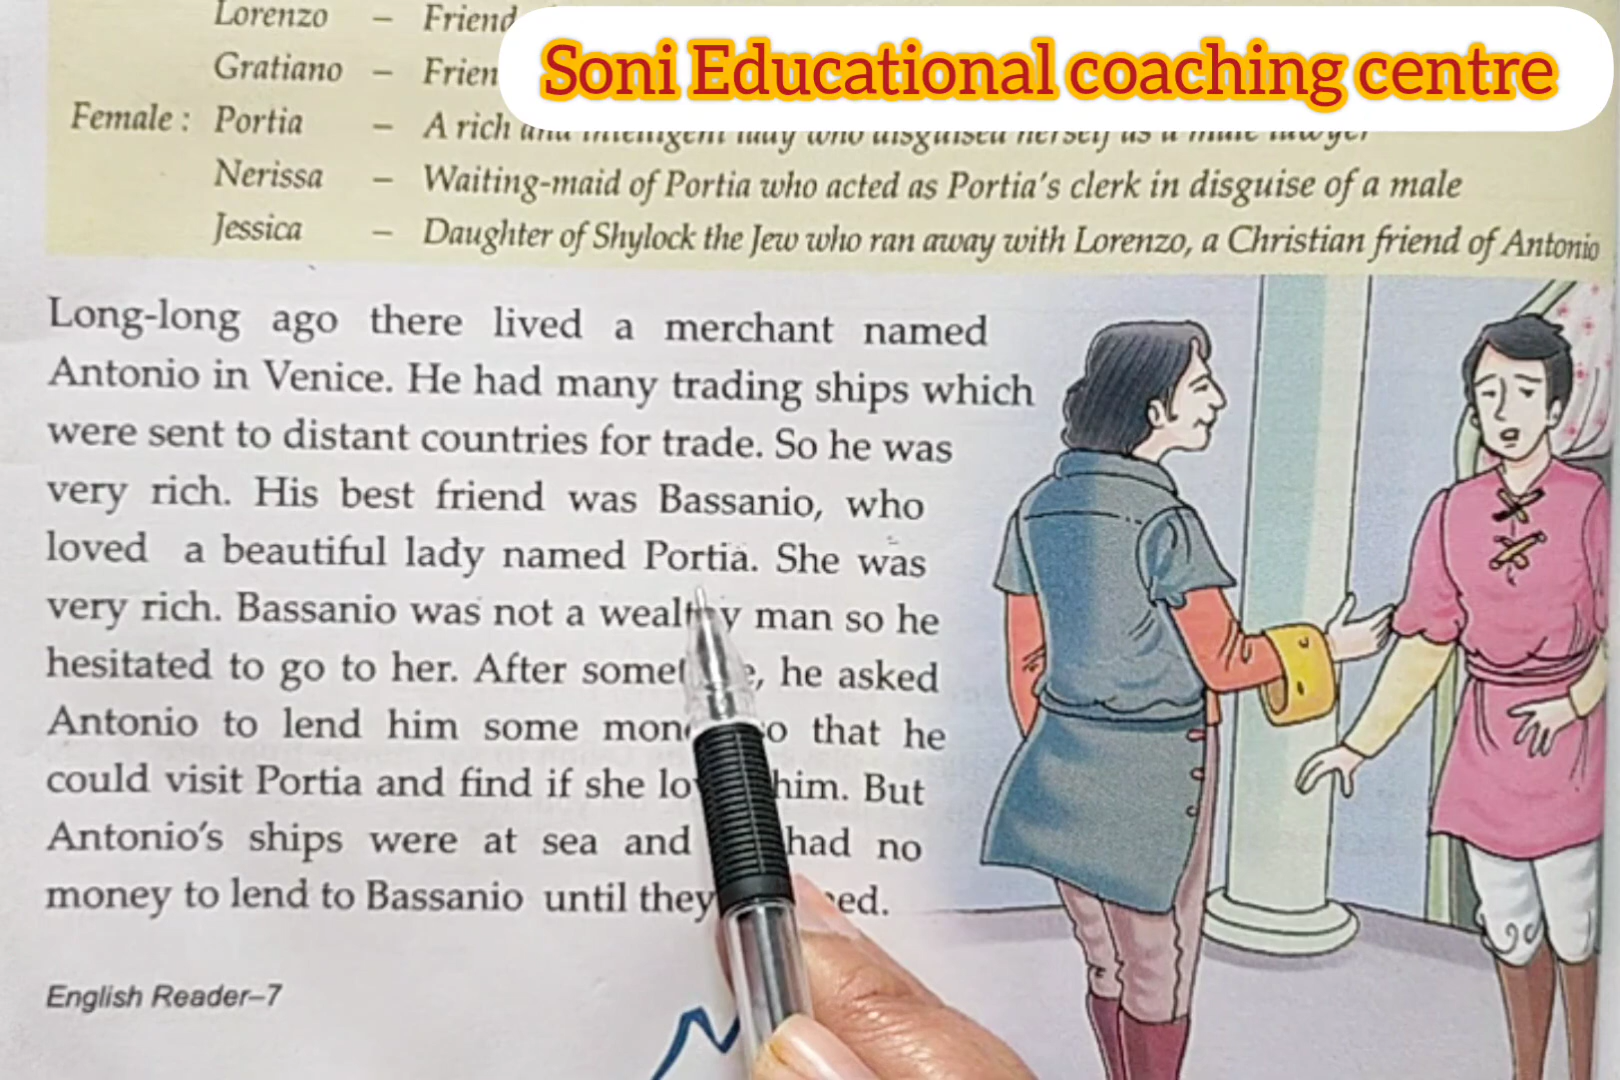 Lorenzo – Friend
Soni Educational coaching centre
Gratiano – Frien
Female : Portia – A rich and intelligent lady who disguised herself as a male lawyer
Nerissa – Waiting-maid of Portia who acted as Portia's clerk in disguise of a male
Jessica – Daughter of Shylock the Jew who ran away with Lorenzo, a Christian friend of Antonio
Long-long ago there lived a merchant named
Antonio in Venice. He had many trading ships which
were sent to distant countries for trade. So he was
very rich. His best friend was Bassanio, who
loved a beautiful lady named Portia. She was
very rich. Bassanio was not a wealthy man so he
hesitated to go to her. After some, he asked
Antonio to lend him some mon o that he
could visit Portia and find if she lo him. But
Antonio's ships were at sea and had no
money to lend to Bassanio until they ed.
English Reader–7